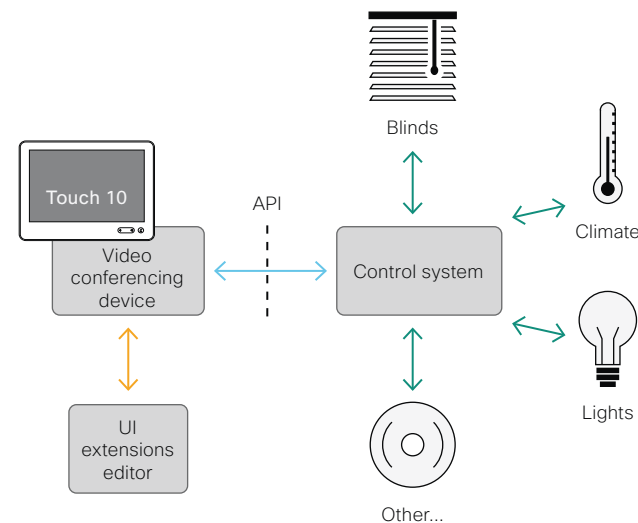 Blinds
Touch 10
API
Climate
Video
conferencing
device
Control system
UI
extensions
editor
Lights
Other...